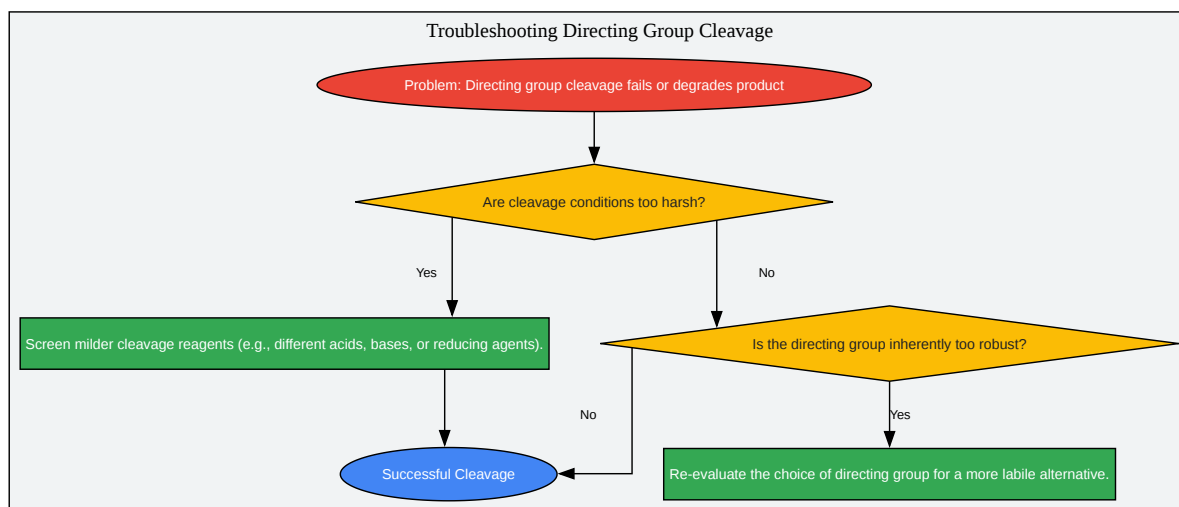 Troubleshooting Directing Group Cleavage
Problem: Directing group cleavage fails or degrades product
Are cleavage conditions too harsh?
Yes
No
Screen milder cleavage reagents (e.g., different acids, bases, or reducing agents).
Is the directing group inherently too robust?
No
Yes
Successful Cleavage
Re-evaluate the choice of directing group for a more labile alternative.